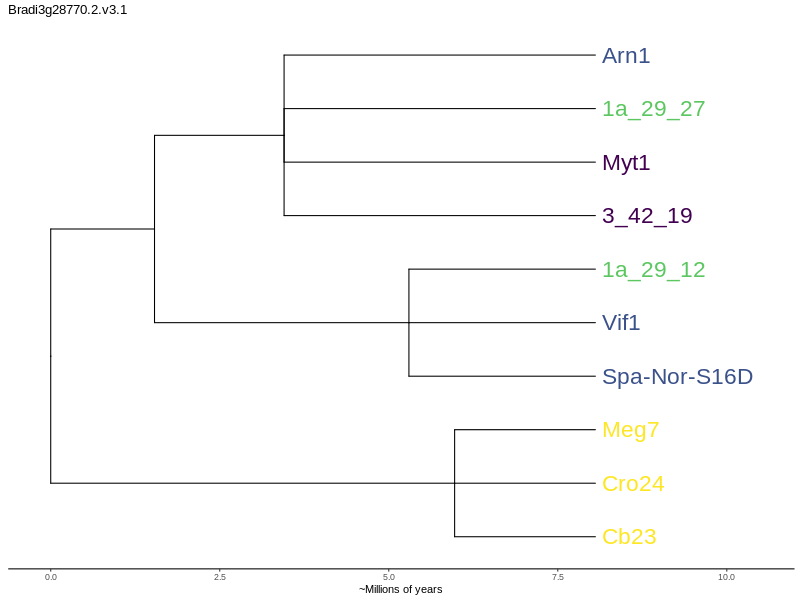 Bradi3g28770.2.v3.1
Arn1
1a_29_27
Myt1
3_42_19
1a_29_12
Vif1
Spa-Nor-S16D
Meg7
Cro24
Cb23
0.0 2.5 5.0 7.5 10.0
~Millions of years